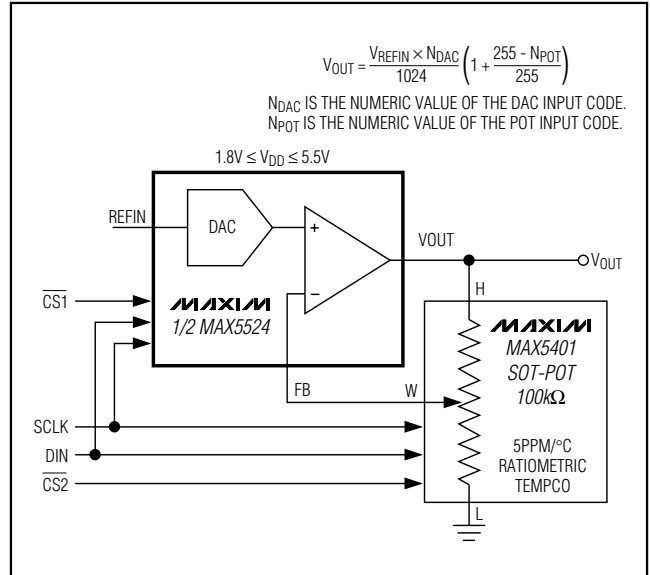 VOUT = VREFIN × NDAC / 1024 (1 + 255 - NPOT / 255)
NDAC IS THE NUMERIC VALUE OF THE DAC INPUT CODE.
NPOT IS THE NUMERIC VALUE OF THE POT INPUT CODE.
1.8V ≤ VDD ≤ 5.5V
REFIN
DAC
+
−
VOUT
VOUT
H
CS1
MAXIM
1/2 MAX5524
MAXIM
MAX5401
SOT-POT
100kΩ
FB
W
SCLK
DIN
CS2
5PPM/°C
RATIOMETRIC
TEMPCO
L